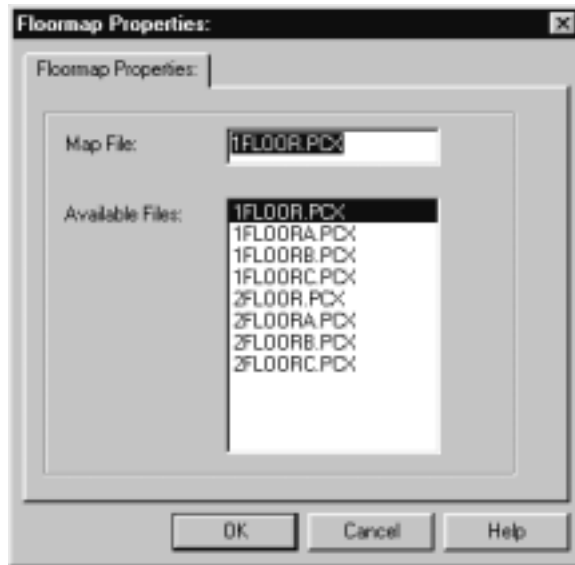 Floormap Properties:
Floormap Properties:
Map File:
1FLOOR.PCX
Available Files:
1FLOOR.PCX
1FLOORA.PCX
1FLOORB.PCX
1FLOORC.PCX
2FLOOR.PCX
2FLOORA.PCX
2FLOORB.PCX
2FLOORC.PCX
OK
Cancel
Help